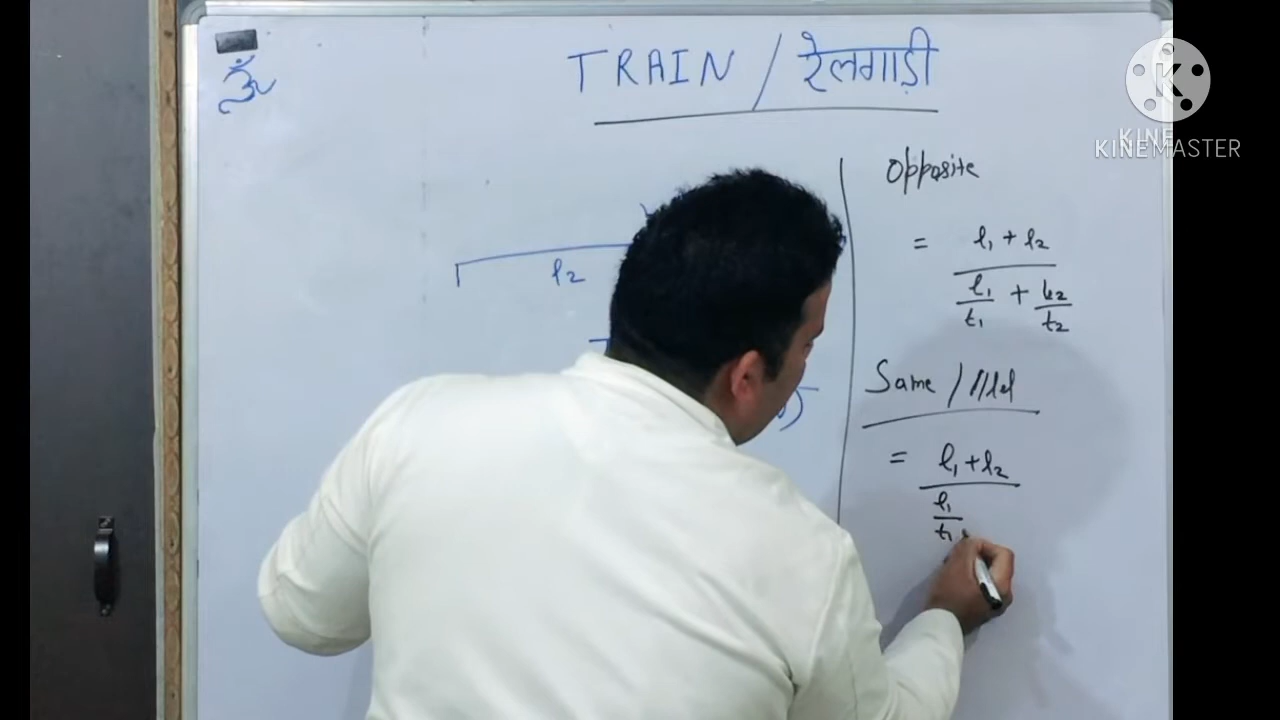 ॐ
TRAIN / रेलगाड़ी
KINEMASTER
l₂
Opposite
= l₁ + l₂
l₁/t₁ + l₂/t₂
Same / //lel
= l₁ + l₂
l₁/t₁